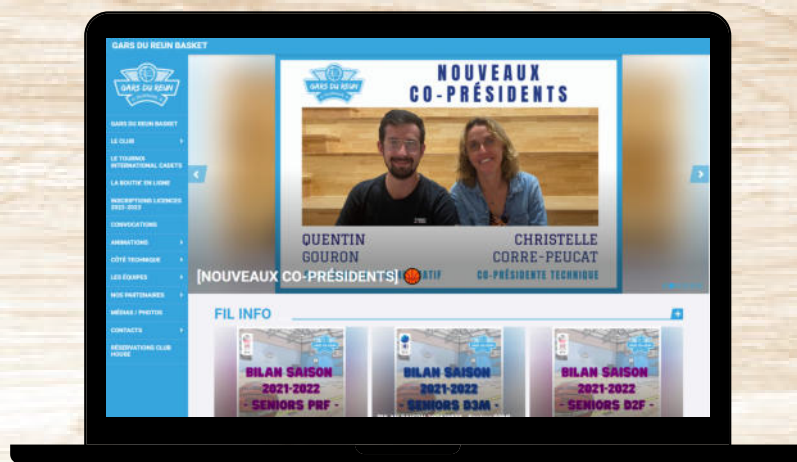 GARS DU REUN BASKET
GARS DU REUN
GARS DU REUN BASKET
LE CLUB
LE TOURNOI
INTERNATIONAL CADETS
LA BOUTIK' EN LIGNE
INSCRIPTIONS LICENCES
2022-2023
CONVOCATIONS
ANIMATIONS
CÔTÉ TECHNIQUE
LES ÉQUIPES
NOS PARTENAIRES
MÉDIAS / PHOTOS
CONTACTS
RÉSERVATIONS CLUB
HOUSE
GARS DU REUN
NOUVEAUX
CO-PRÉSIDENTS
QUENTIN
GOURON
CHRISTELLE
CORRE-PEUCAT
CO-PRÉSIDENTE TECHNIQUE
[NOUVEAUX CO-PRÉSIDENTS]
FIL INFO
BILAN SAISON
2021-2022
- SENIORS PRF -
BILAN SAISON
2021-2022
- SENIORS D3M -
BILAN SAISON
2021-2022
- SENIORS D2F -